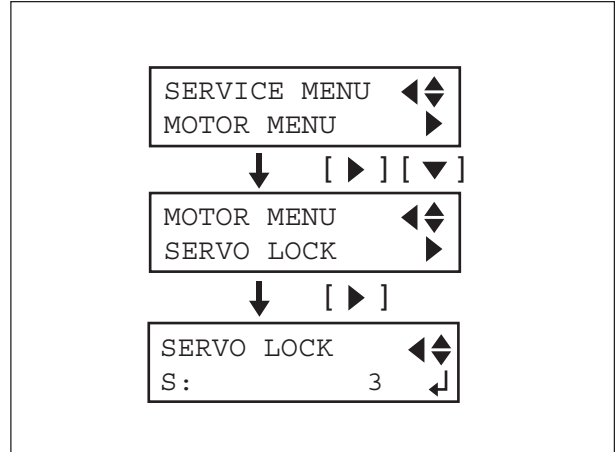 SERVICE MENU ◀▲▼
MOTOR MENU ▶
[ ▶ ] [ ▼ ]
MOTOR MENU ◀▲▼
SERVO LOCK ▶
[ ▶ ]
SERVO LOCK ◀▲▼
S: 3 ↵